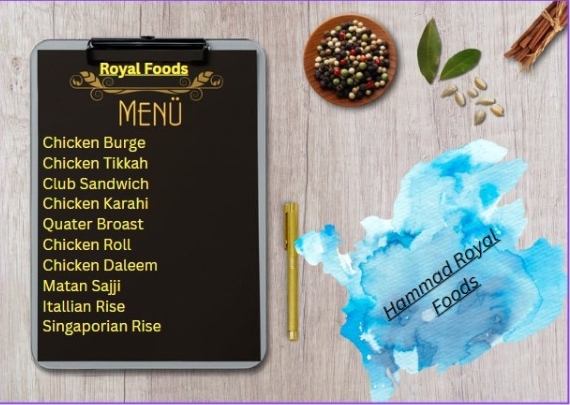 Royal Foods
MENÜ
Chicken Burge
Chicken Tikkah
Club Sandwich
Chicken Karahi
Quater Broast
Chicken Roll
Chicken Daleem
Matan Sajji
Itallian Rise
Singaporian Rise
Hammad Royal
Foods